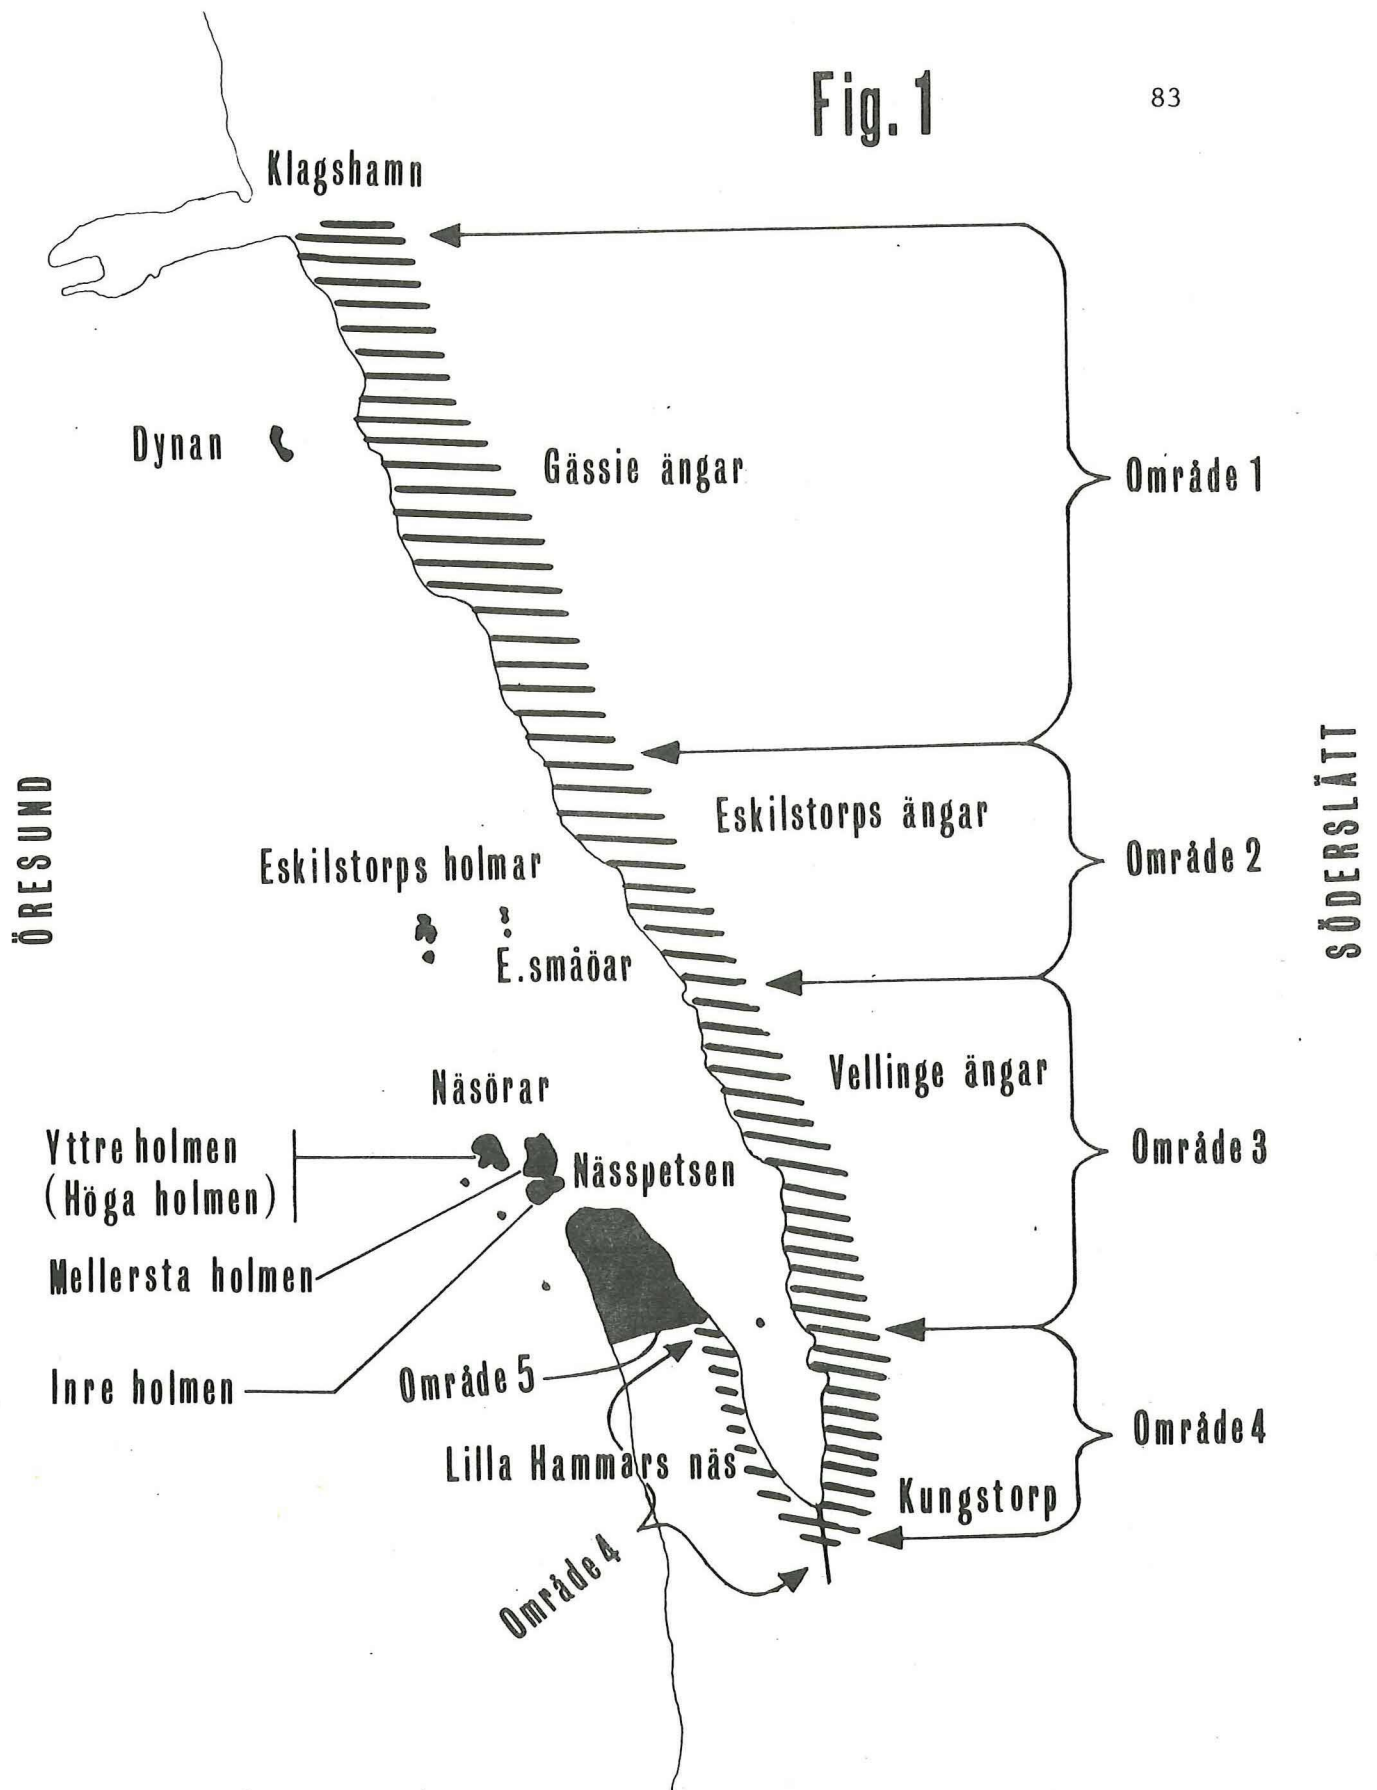 Fig. 1
83
Klagshamn
Dynan
Gässie ängar
Område 1
ÖRESUND
SÖDERSLÄTT
Eskilstorps ängar
Område 2
Eskilstorps holmar
E. småöar
Vellinge ängar
Näsörar
Yttre holmen
(Höga holmen)
Nässpetsen
Område 3
Mellersta holmen
Inre holmen
Område 5
Område 4
Lilla Hammars näs
Kungstorp
Område 4